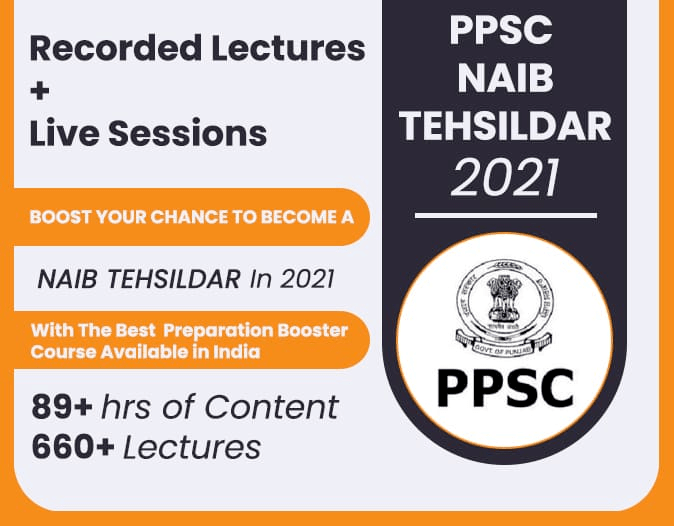 Recorded Lectures
+
Live Sessions
BOOST YOUR CHANCE TO BECOME A
NAIB TEHSILDAR In 2021
With The Best Preparation Booster
Course Available in India
89+ hrs of Content
660+ Lectures
PPSC
NAIB
TEHSILDAR
2021
GOVT. OF PUNJAB
PPSC